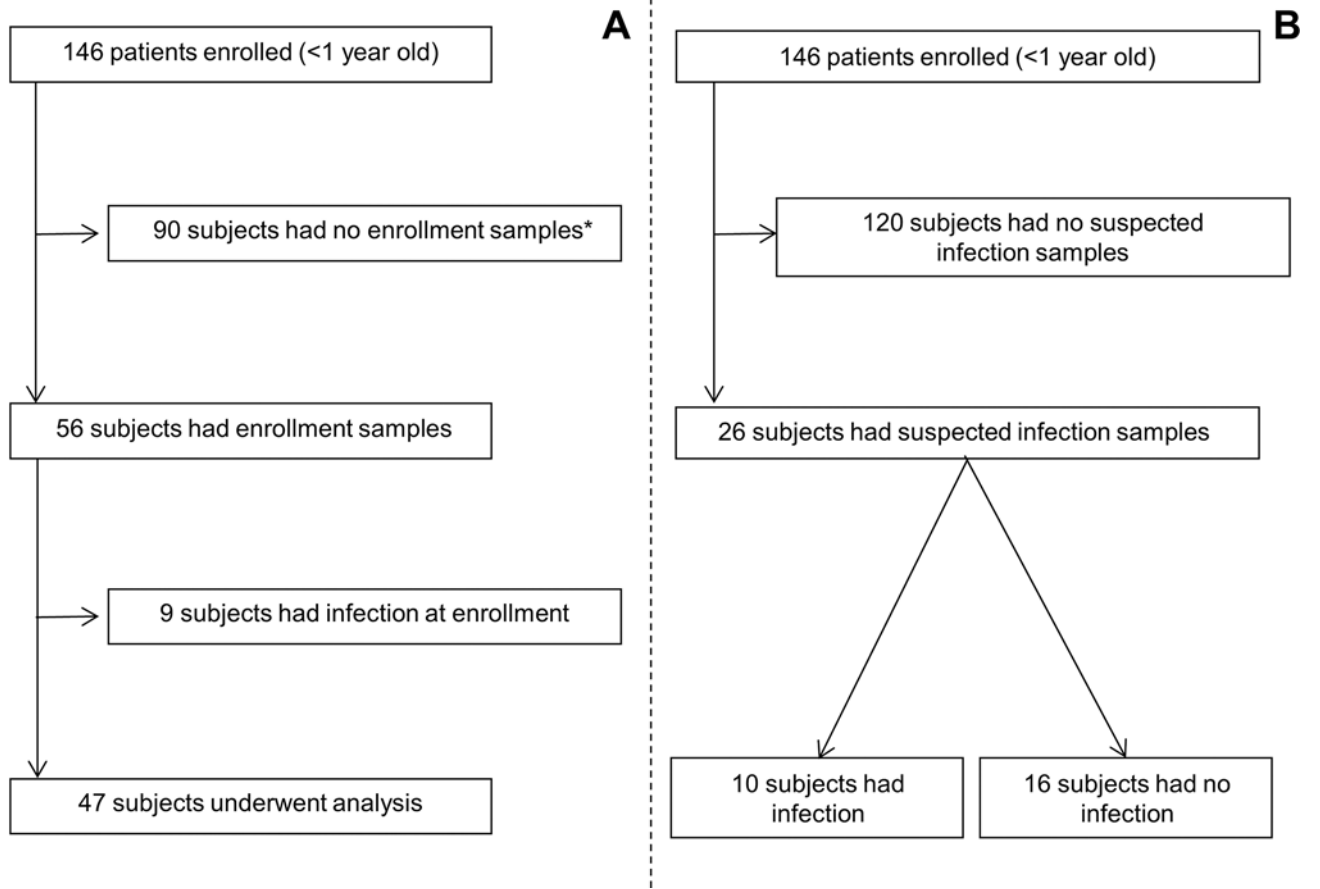 A
146 patients enrolled (<1 year old)
90 subjects had no enrollment samples*
56 subjects had enrollment samples
9 subjects had infection at enrollment
47 subjects underwent analysis
B
146 patients enrolled (<1 year old)
120 subjects had no suspected
infection samples
26 subjects had suspected infection samples
10 subjects had
infection
16 subjects had no
infection